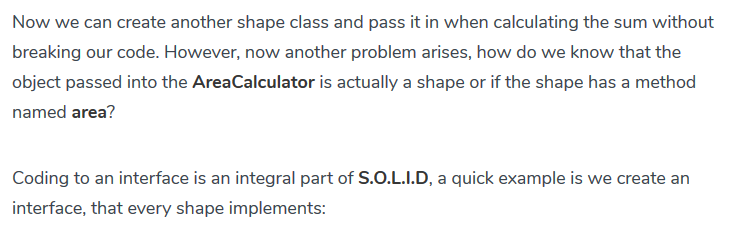 Now we can create another shape class and pass it in when calculating the sum without
breaking our code. However, now another problem arises, how do we know that the
object passed into the AreaCalculator is actually a shape or if the shape has a method
named area?
Coding to an interface is an integral part of S.O.L.I.D, a quick example is we create an
interface, that every shape implements: